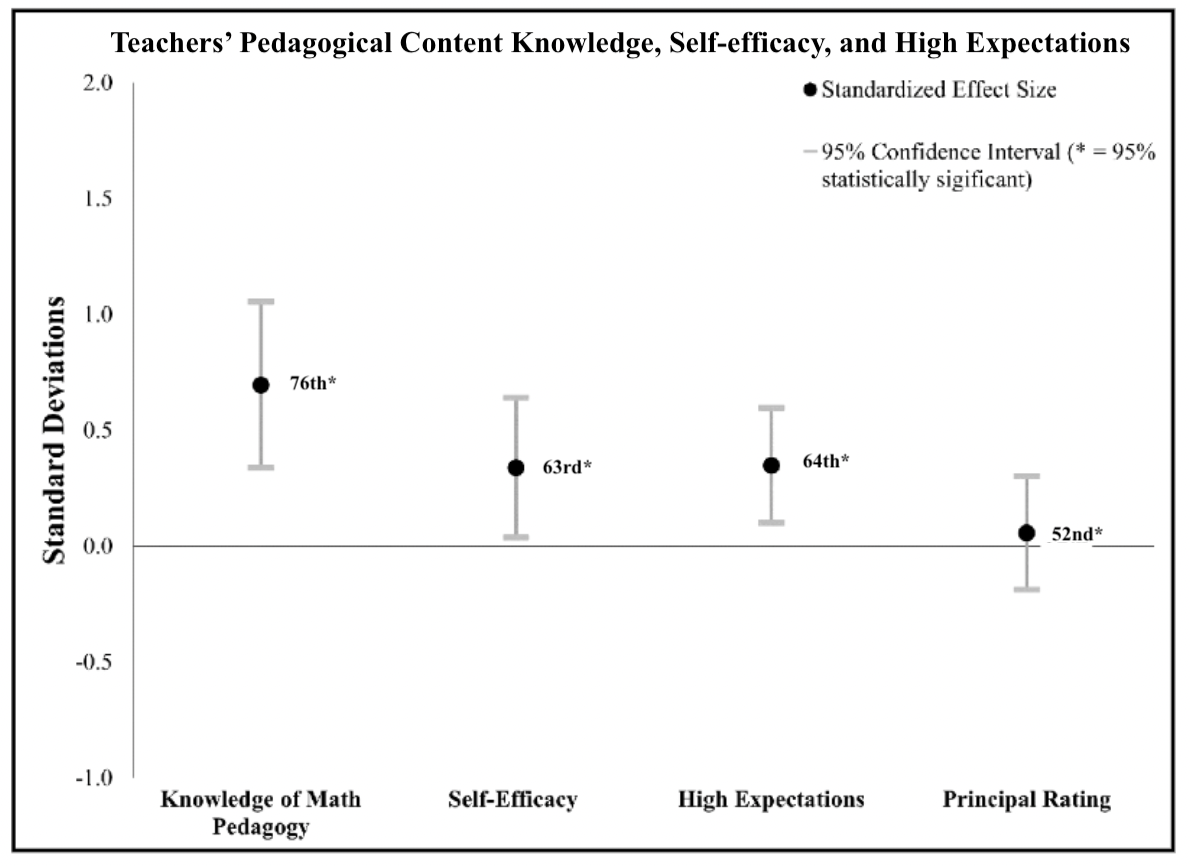 Teachers’ Pedagogical Content Knowledge, Self-efficacy, and High Expectations
2.0
Standardized Effect Size
95% Confidence Interval (* = 95%
statistically sigificant)
1.5
1.0
0.5
0.0
-0.5
-1.0
Standard Deviations
76th*
63rd*
64th*
52nd*
Knowledge of Math
Pedagogy
Self-Efficacy
High Expectations
Principal Rating